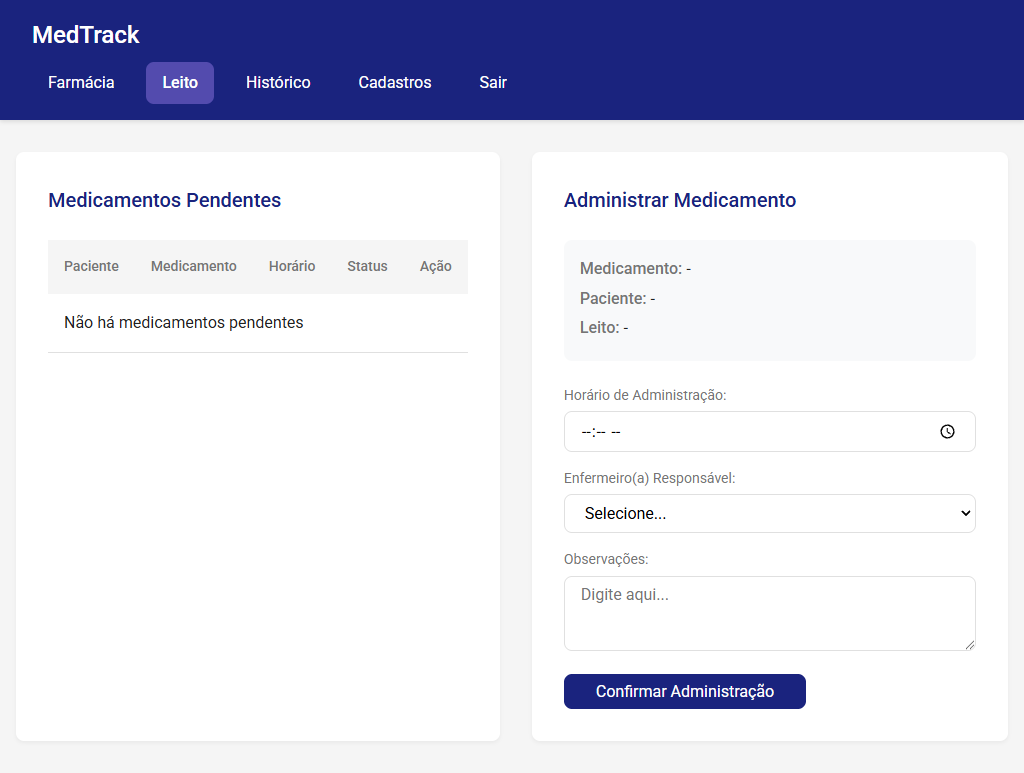 MedTrack
Farmácia Leito Histórico Cadastros Sair
Medicamentos Pendentes
Paciente Medicamento Horário Status Ação
Não há medicamentos pendentes
Administrar Medicamento
Medicamento: -
Paciente: -
Leito: -
Horário de Administração:
--:-- --
Enfermeiro(a) Responsável:
Selecione...
Observações:
Digite aqui...
Confirmar Administração